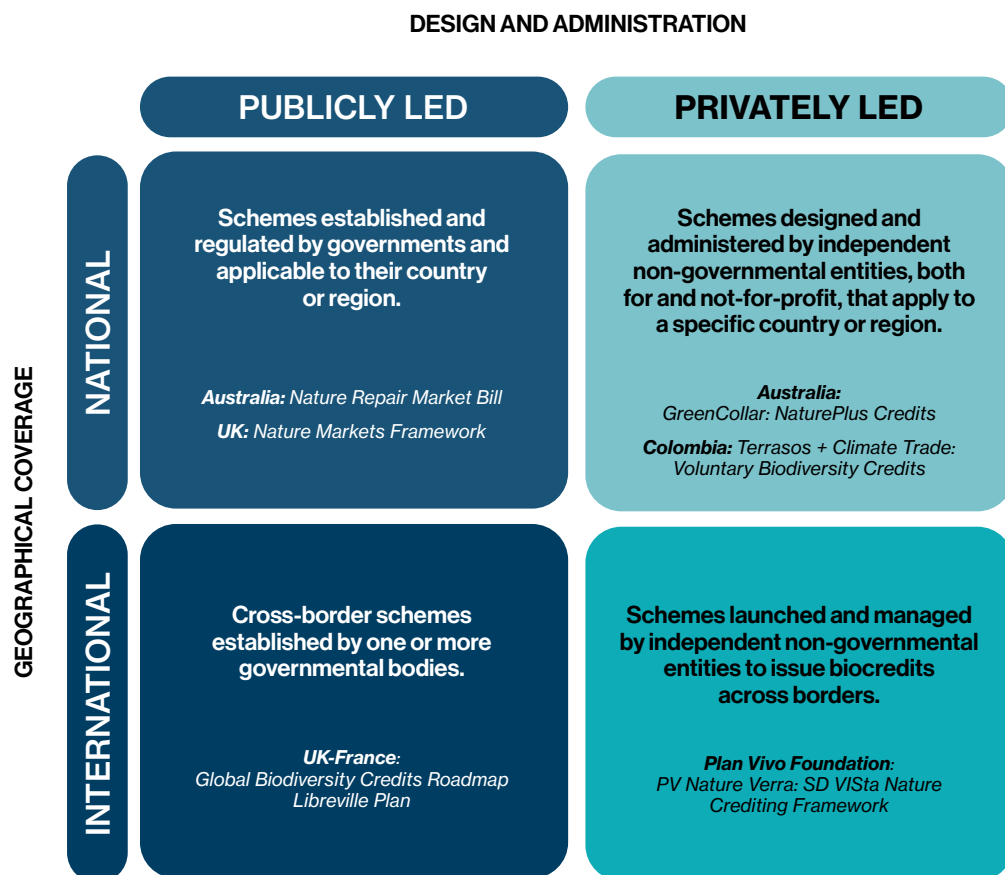 DESIGN AND ADMINISTRATION
PUBLICLY LED
PRIVATELY LED
GEOGRAPHICAL COVERAGE
NATIONAL
Schemes established and
regulated by governments and
applicable to their country
or region.
Australia: Nature Repair Market Bill
UK: Nature Markets Framework
Schemes designed and
administered by independent
non-governmental entities, both
for and not-for-profit, that apply to
a specific country or region.
Australia:
GreenCollar: NaturePlus Credits
Colombia: Terrasos + Climate Trade:
Voluntary Biodiversity Credits
INTERNATIONAL
Cross-border schemes
established by one or more
governmental bodies.
UK-France:
Global Biodiversity Credits Roadmap
Libreville Plan
Schemes launched and managed
by independent non-governmental
entities to issue biocredits
across borders.
Plan Vivo Foundation:
PV Nature Verra: SD VISta Nature
Crediting Framework